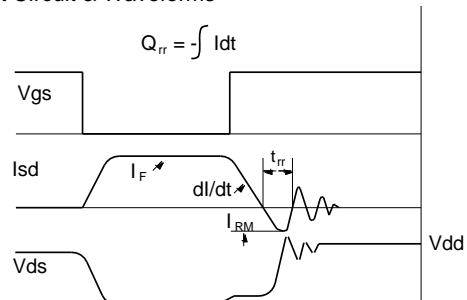 Circuit & Waveforms
Q_rr = -∫ Idt
Vgs
Isd
I_F
dI/dt
t_rr
I_RM
Vdd
Vds